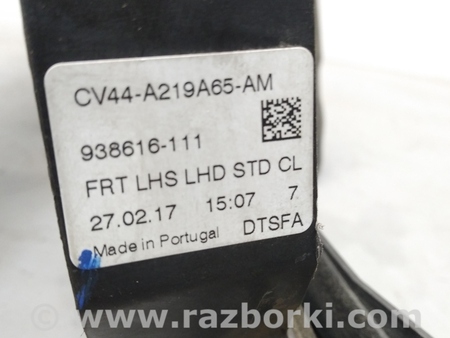 CV44-A219A65-AM
938616-111
FRT LHS LHD STD CL
27.02.17 15:07 7
Made in Portugal DTSFA
www.razborki.com